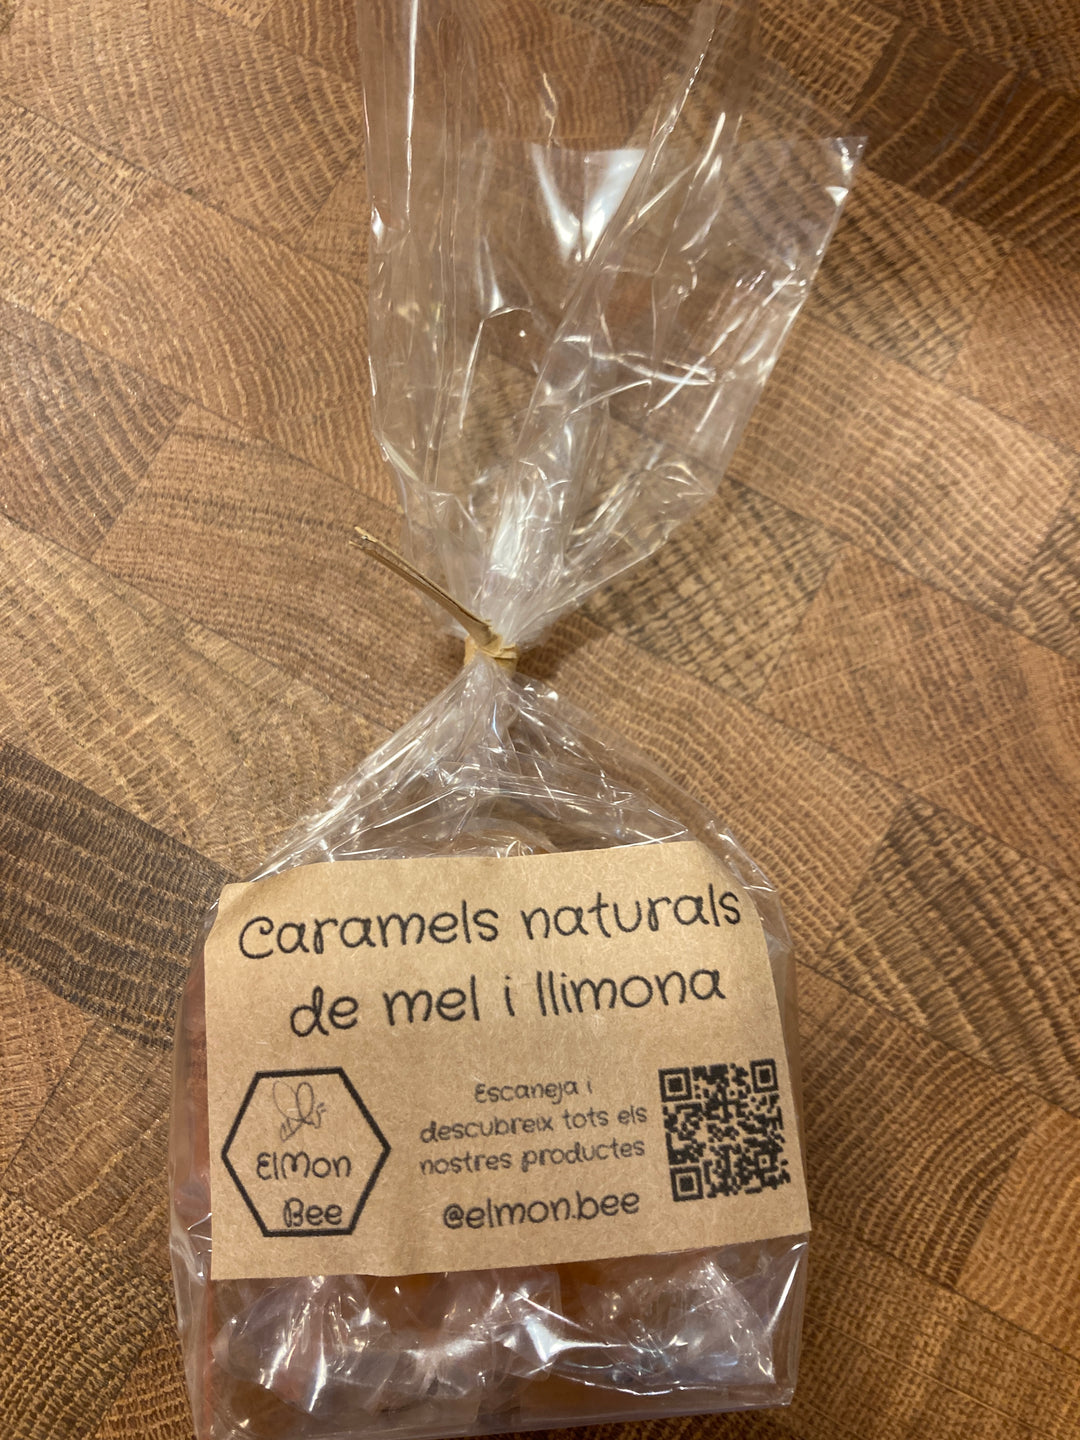 Caramels naturals
de mel i llimona
ElMon
Bee
Escaneja i
descubreix tots els
nostres productes
@elmon.bee